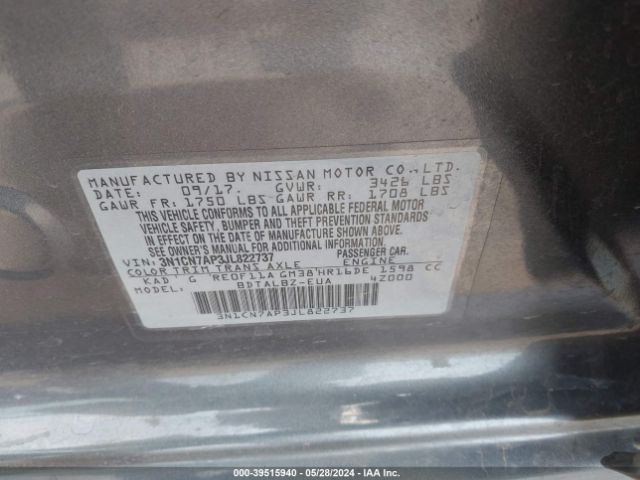 MANUFACTURED BY NISSAN MOTOR CO.,LTD.
DATE: 09/17. GVWR: 3426 LBS
GAWR FR: 1750 LBS GAWR RR: 1708 LBS
THIS VEHICLE CONFORMS TO ALL APPLICABLE FEDERAL MOTOR
VEHICLE SAFETY, BUMPER AND THEFT PREVENTION STANDARDS
IN EFFECT ON THE DATE OF MANUFACTURE SHOWN ABOVE.
SEE OWNER'S MANUAL FOR ADDITIONAL INFORMATION.
VIN: 3N1CN7AP3JL822737 PASSENGER CAR.
COLOR TRIM TRANS AXLE ENGINE
KAD G RE0F11A GM38 HR16DE 1598 CC
MODEL: BDTALBZ-EUA 42000
3N1CN7AP3JL822737
000-39515940 - 05/28/2024 - IAA Inc.